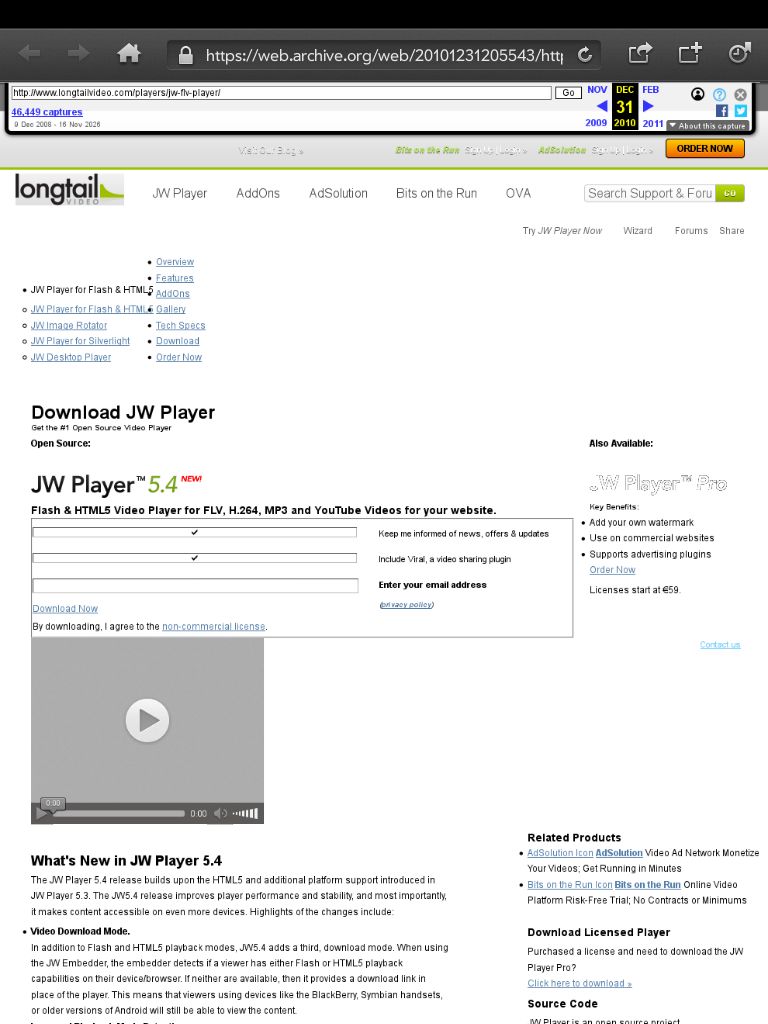 https://web.archive.org/web/20101231205543/http
http://www.longtailvideo.com/players/jw-flv-player/
Go
NOV DEC FEB
46,449 captures
31
9 Dec 2008 - 16 Nov 2026
2009 2010 2011
About this capture
Visit Our Blog »
Bits on the Run Sign Up | Login »
AdSolution Sign Up | Login »
ORDER NOW
longtail VIDEO
JW Player AddOns AdSolution Bits on the Run OVA
Search Support & Foru GO
Try JW Player Now Wizard Forums Share
JW Player for Flash & HTML5
JW Player for Flash & HTML5
JW Image Rotator
JW Player for Silverlight
JW Desktop Player
Overview
Features
AddOns
Gallery
Tech Specs
Download
Order Now
Download JW Player
Get the #1 Open Source Video Player
Open Source:
JW Player™ 5.4 NEW!
Flash & HTML5 Video Player for FLV, H.264, MP3 and YouTube Videos for your website.
Keep me informed of news, offers & updates
Include Viral, a video sharing plugin
Enter your email address
(privacy policy)
Download Now
By downloading, I agree to the non-commercial license.
Also Available:
JW Player™ Pro
Key Benefits:
Add your own watermark
Use on commercial websites
Supports advertising plugins
Order Now
Licenses start at €59.
Contact us
0:00
0:00
What's New in JW Player 5.4
The JW Player 5.4 release builds upon the HTML5 and additional platform support introduced in
JW Player 5.3. The JW5.4 release improves player performance and stability, and most importantly,
it makes content accessible on even more devices. Highlights of the changes include:
Video Download Mode.
In addition to Flash and HTML5 playback modes, JW5.4 adds a third, download mode. When using
the JW Embedder, the embedder detects if a viewer has either Flash or HTML5 playback
capabilities on their device/browser. If neither are available, then it provides a download link in
place of the player. This means that viewers using devices like the BlackBerry, Symbian handsets,
or older versions of Android will still be able to view the content.
Related Products
AdSolution Icon AdSolution Video Ad Network Monetize
Your Videos; Get Running in Minutes
Bits on the Run Icon Bits on the Run Online Video
Platform Risk-Free Trial; No Contracts or Minimums
Download Licensed Player
Purchased a license and need to download the JW
Player Pro?
Click here to download »
Source Code
JW Player is an open source project.